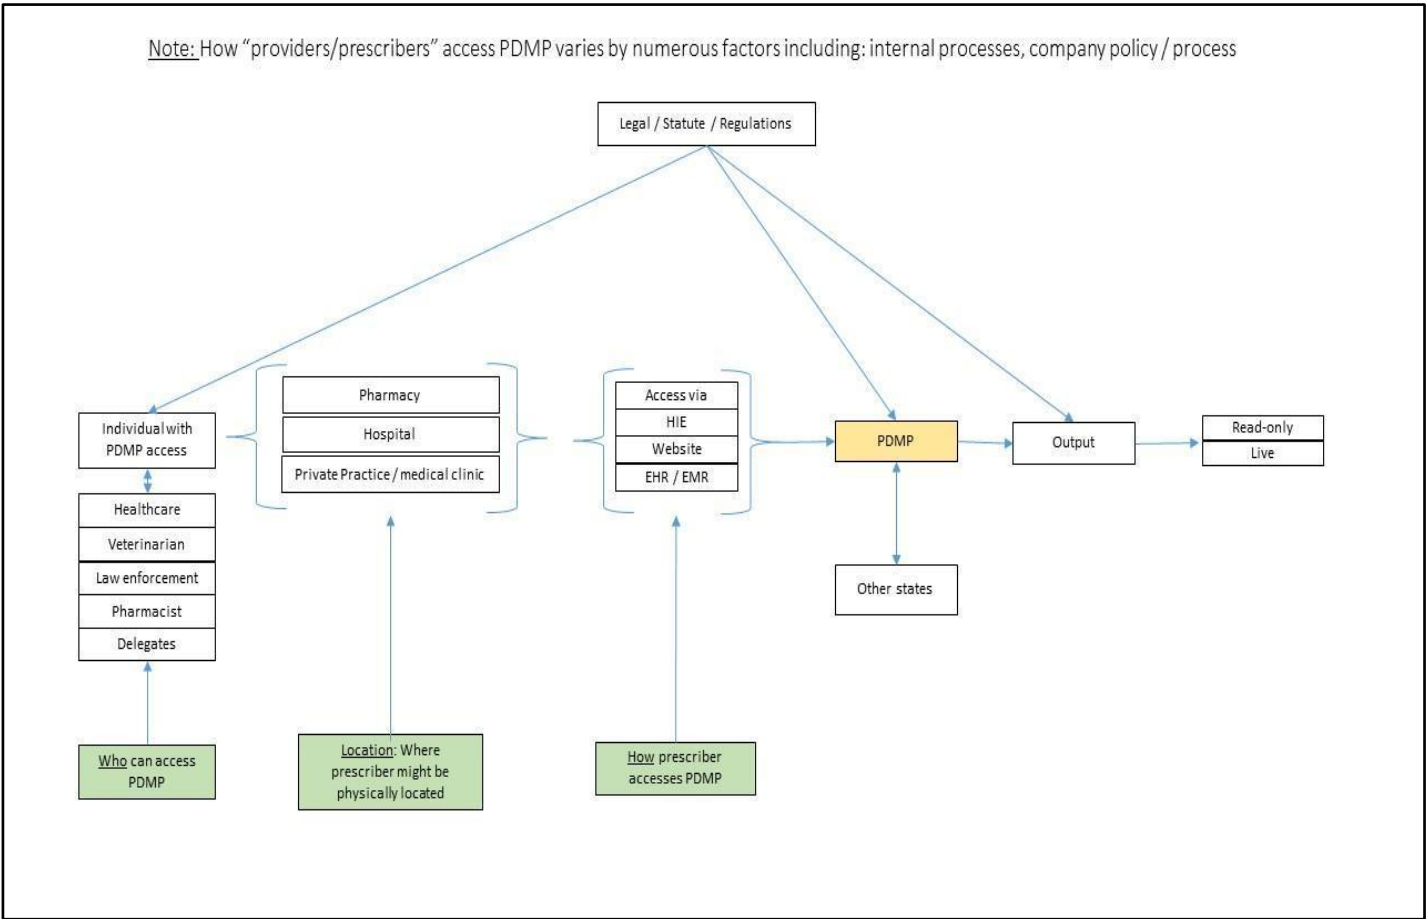 Note: How “providers/prescribers” access PDMP varies by numerous factors including: internal processes, company policy / process
Legal / Statute / Regulations
Individual with
PDMP access
Healthcare
Veterinarian
Law enforcement
Pharmacist
Delegates
Who can access
PDMP
Pharmacy
Hospital
Private Practice / medical clinic
Location: Where
prescriber might be
physically located
Access via
HIE
Website
EHR / EMR
How prescriber
accesses PDMP
PDMP
Other states
Output
Read-only
Live